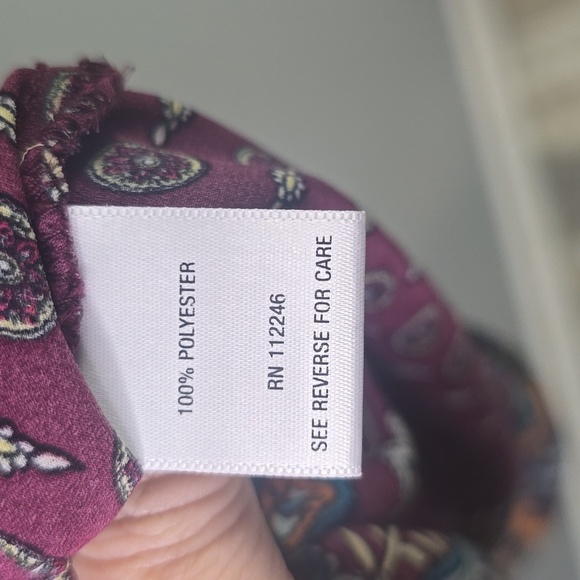 100% POLYESTER
RN 112246
SEE REVERSE FOR CARE